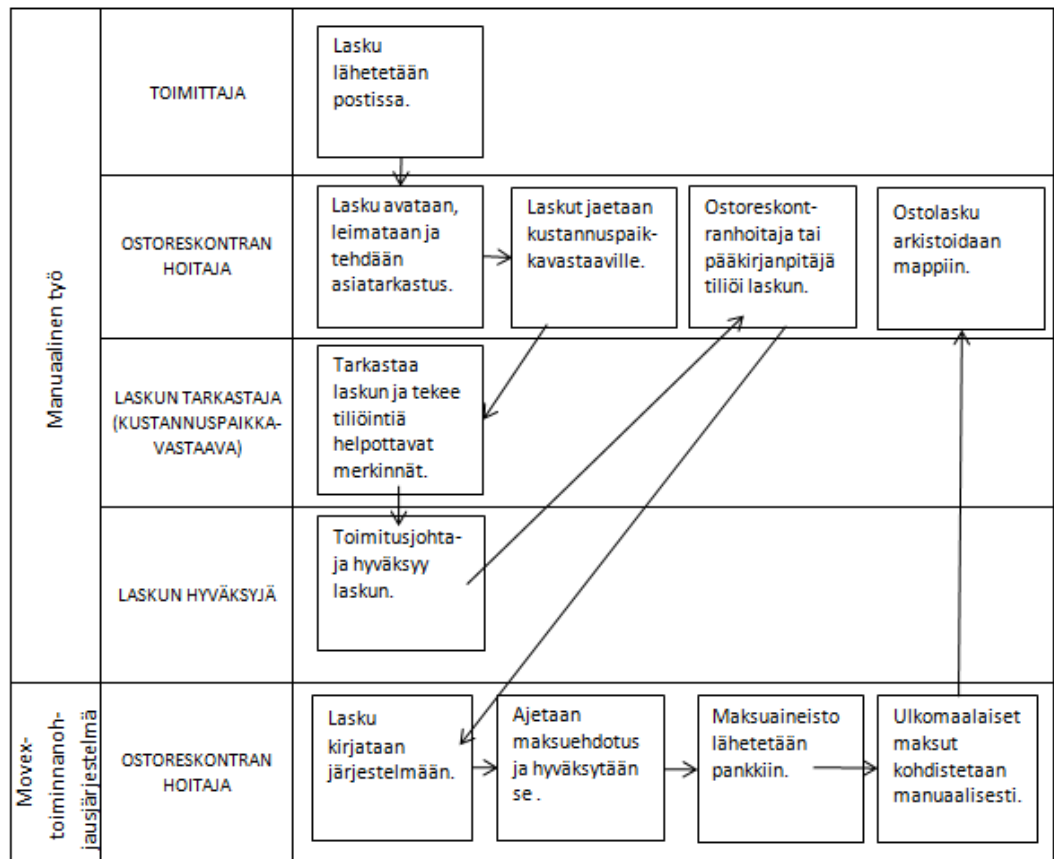 Manuaalinen työ
TOIMITTAJA
Lasku
lähetetään
postissa.
OSTORESKONTRAN
HOITAJA
Lasku avataan,
leimataan ja
tehdään
asiatarkastus.
Laskut jaetaan
kustannuspaik-
kavastaaville.
Ostoreskont-
ranhoitaja tai
pääkirjanpitäjä
tiliöi laskun.
Ostolasku
arkistoidaan
mappiin.
LASKUN TARKASTAJA
(KUSTANNUSPAIKKA-
VASTAAVA)
Tarkastaa
laskun ja tekee
tiliöintiä
helpottavat
merkinnät.
LASKUN HYVÄKSYJÄ
Toimitusjohta-
ja hyväksyy
laskun.
Movex-
toiminnanoh-
jausjärjestelmä
OSTORESKONTRAN
HOITAJA
Lasku
kirjataan
järjestelmään.
Ajetaan
maksuehdotus
ja hyväksytään
se .
Maksuaineisto
lähetetään
pankkiin.
Ulkomaalaiset
maksut
kohdistetaan
manuaalisesti.